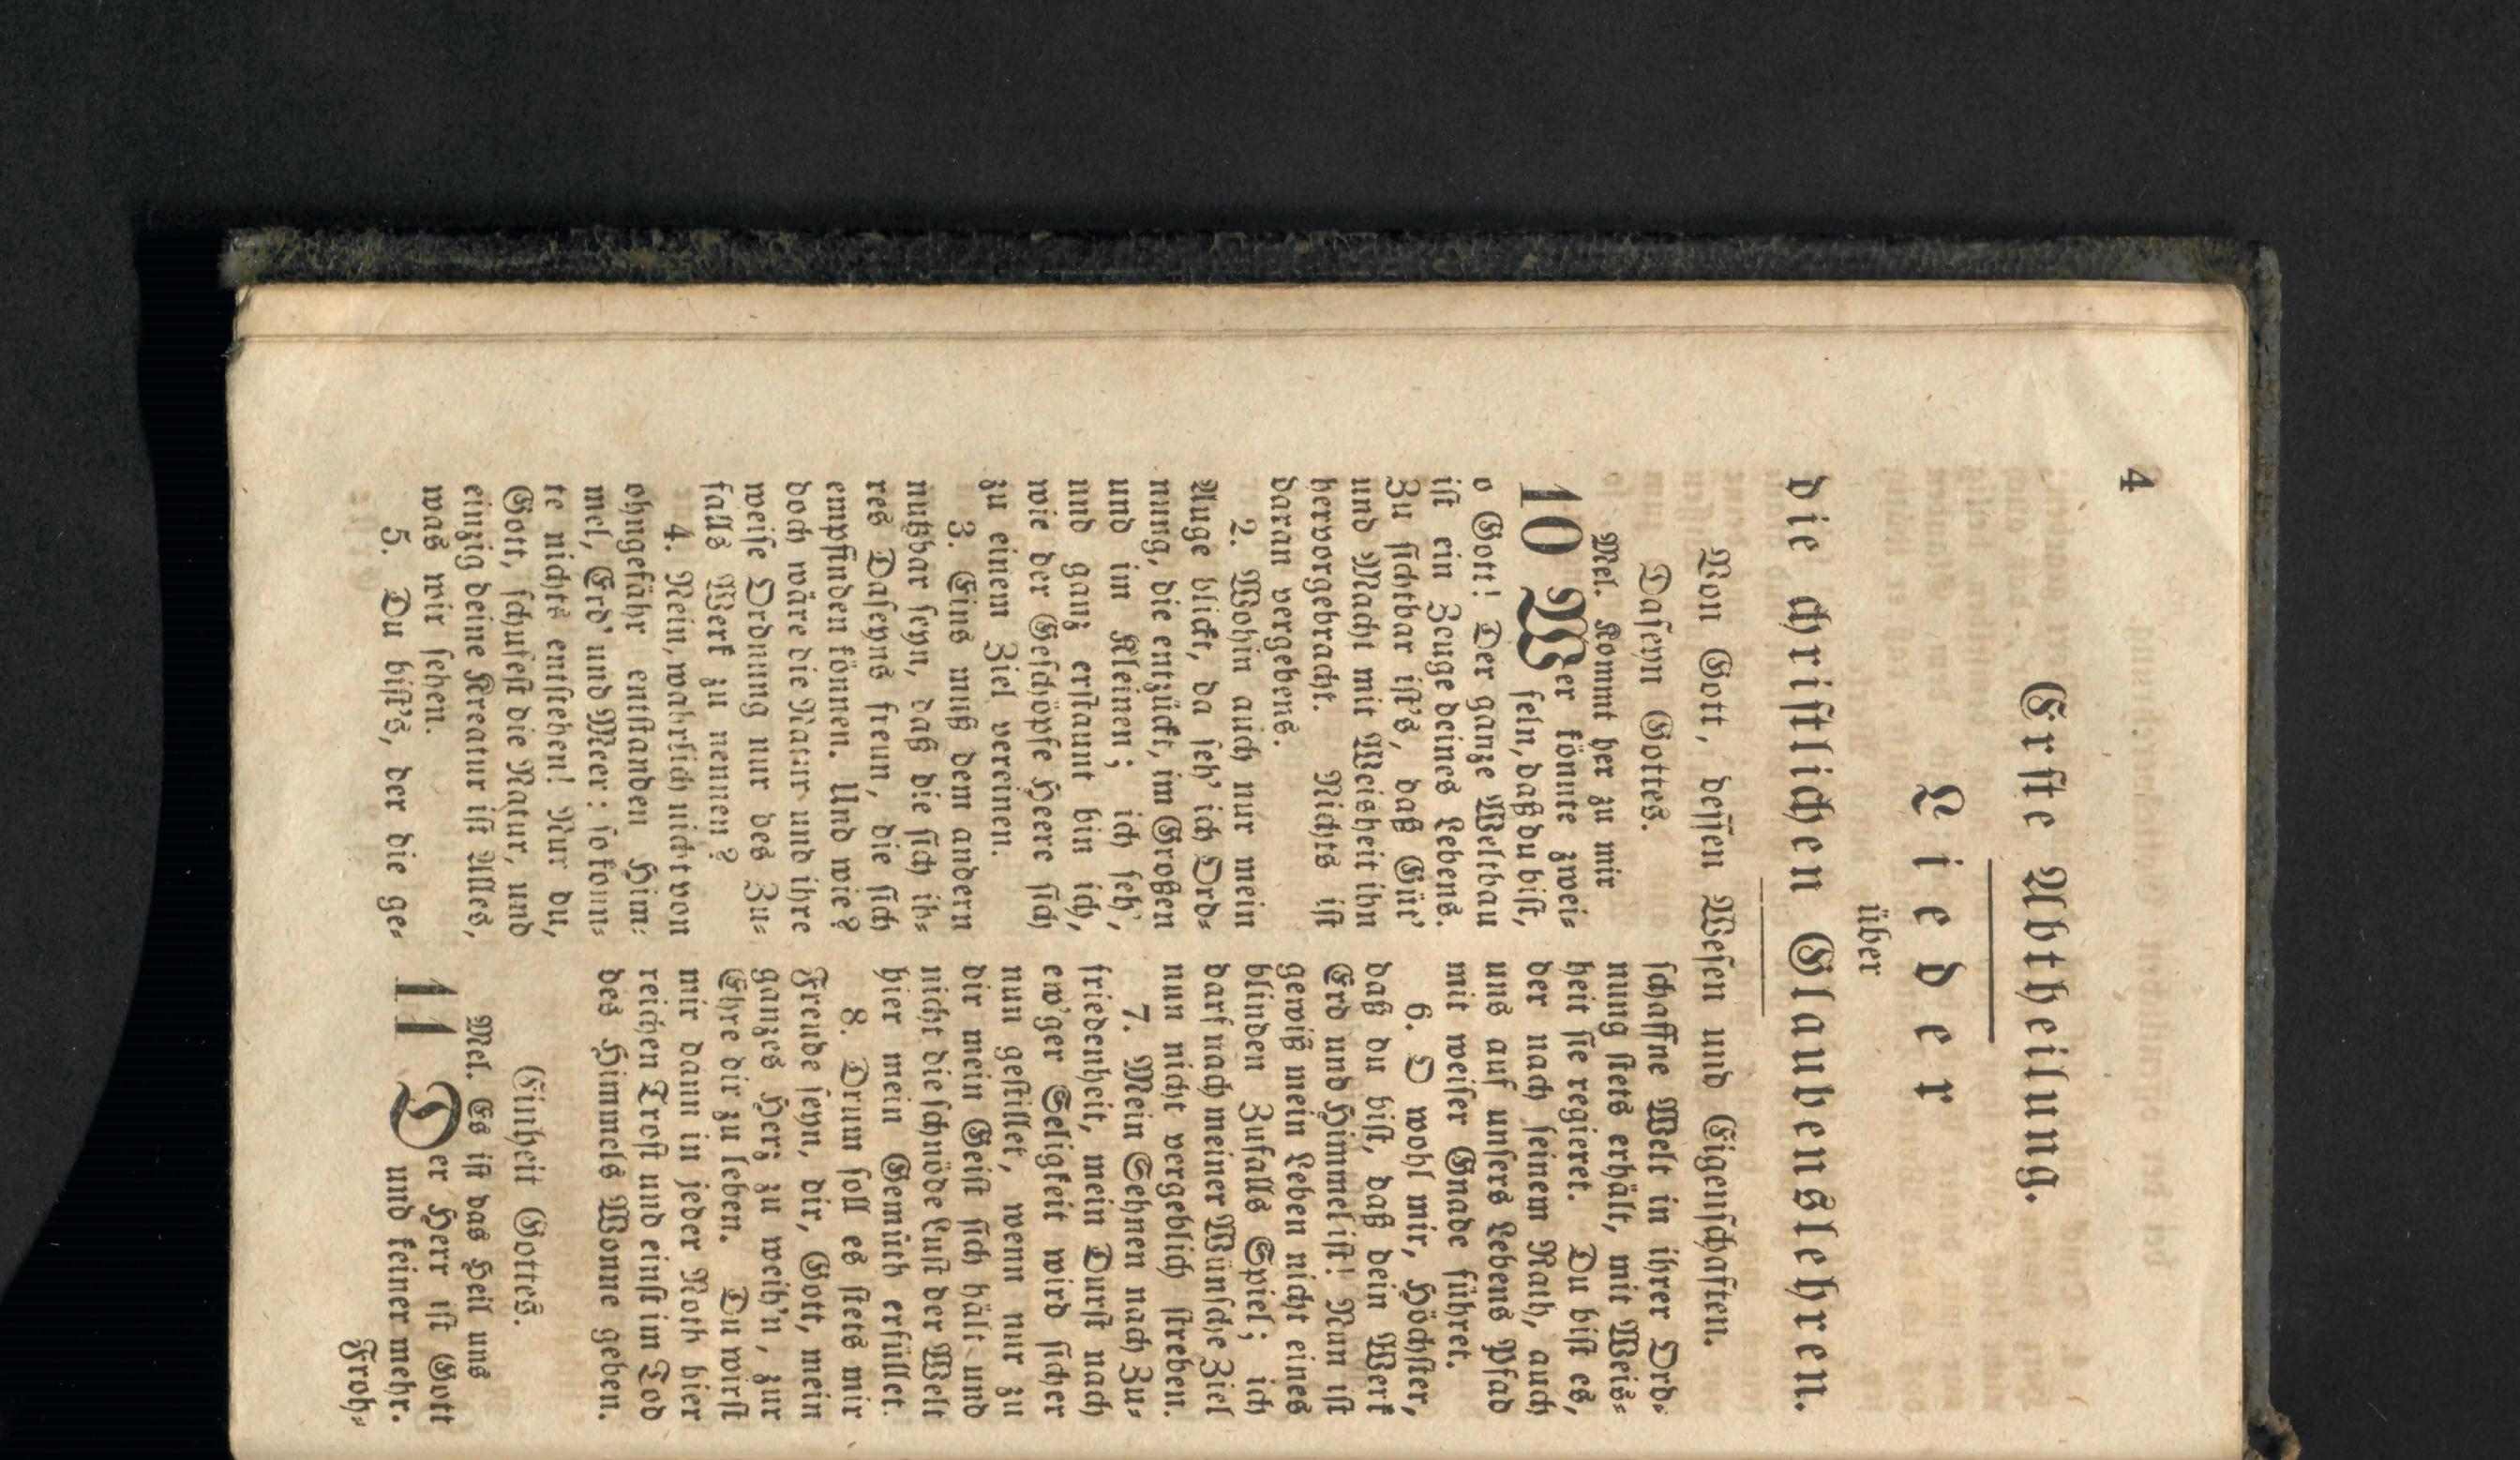 4
Erste Abtheilung.
Lieder
über
die christlichen Glaubenslehren.
Von Gott, dessen Wesen und Eigenschaften.
Daseyn Gottes.
Mel. Kommt her zu mir
10 Wer könnte zwei⸗
feln, daß du bist,
o Gott! Der ganze Weltbau
ist ein Zeuge deines Lebens.
Zu sichtbar ist's, daß Güt'
und Macht mit Weisheit ihn
hervorgebracht. Nichts ist
daran vergebens.
2. Wohin auch nur mein
Auge blickt, da seh' ich Ord⸗
nung, die entzückt, im Großen
und im Kleinen; ich seh',
und ganz erstaunt bin ich,
wie der Geschöpfe Heere sich
zu einem Ziel vereinen.
3. Eins muß dem andern
nutzbar seyn, daß die sich ih⸗
res Daseyns freun, die sich
empfinden können. Und wie?
doch wäre die Natur und ihre
weise Ordnung nur des Zu⸗
falls Werk zu nennen?
4. Nein, wahrlich nicht von
ohngefähr entstanden Him⸗
mel, Erd' und Meer: so konn⸗
te nichts entstehen! Nur du,
Gott, schufest die Natur, und
einzig deine Kreatur ist Alles,
was wir sehen.
5. Du bist's, der die ge⸗
schaffne Welt in ihrer Ord⸗
nung stets erhält, mit Weis⸗
heit sie regieret. Du bist es,
der nach seinem Rath, auch
uns auf unsers Lebens Pfad
mit weiser Gnade führet.
6. O wohl mir, Höchster,
daß du bist, daß dein Werk
Erd und Himmel ist! Nun ist
gewiß mein Leben nicht eines
blinden Zufalls Spiel; ich
darf nach meiner Wünsche Ziel
nun nicht vergeblich streben.
7. Mein Sehnen nach Zu⸗
friedenheit, mein Durst nach
ew'ger Seligkeit wird sicher
nun gestillet, wenn nur zu
dir mein Geist sich hält und
nicht die schnöde Lust der Welt
hier mein Gemüth erfüllet.
8. Drum soll es stets mir
Freude seyn, dir, Gott, mein
ganzes Herz zu weih'n, zur
Ehre dir zu leben. Du wirst
mir dann in jeder Noth hier
reichen Trost und einst im Tod
des Himmels Wonne geben.
Einheit Gottes.
Mel. Es ist das Heil uns
11 Der Herr ist Gott
und keiner mehr.
Froh⸗